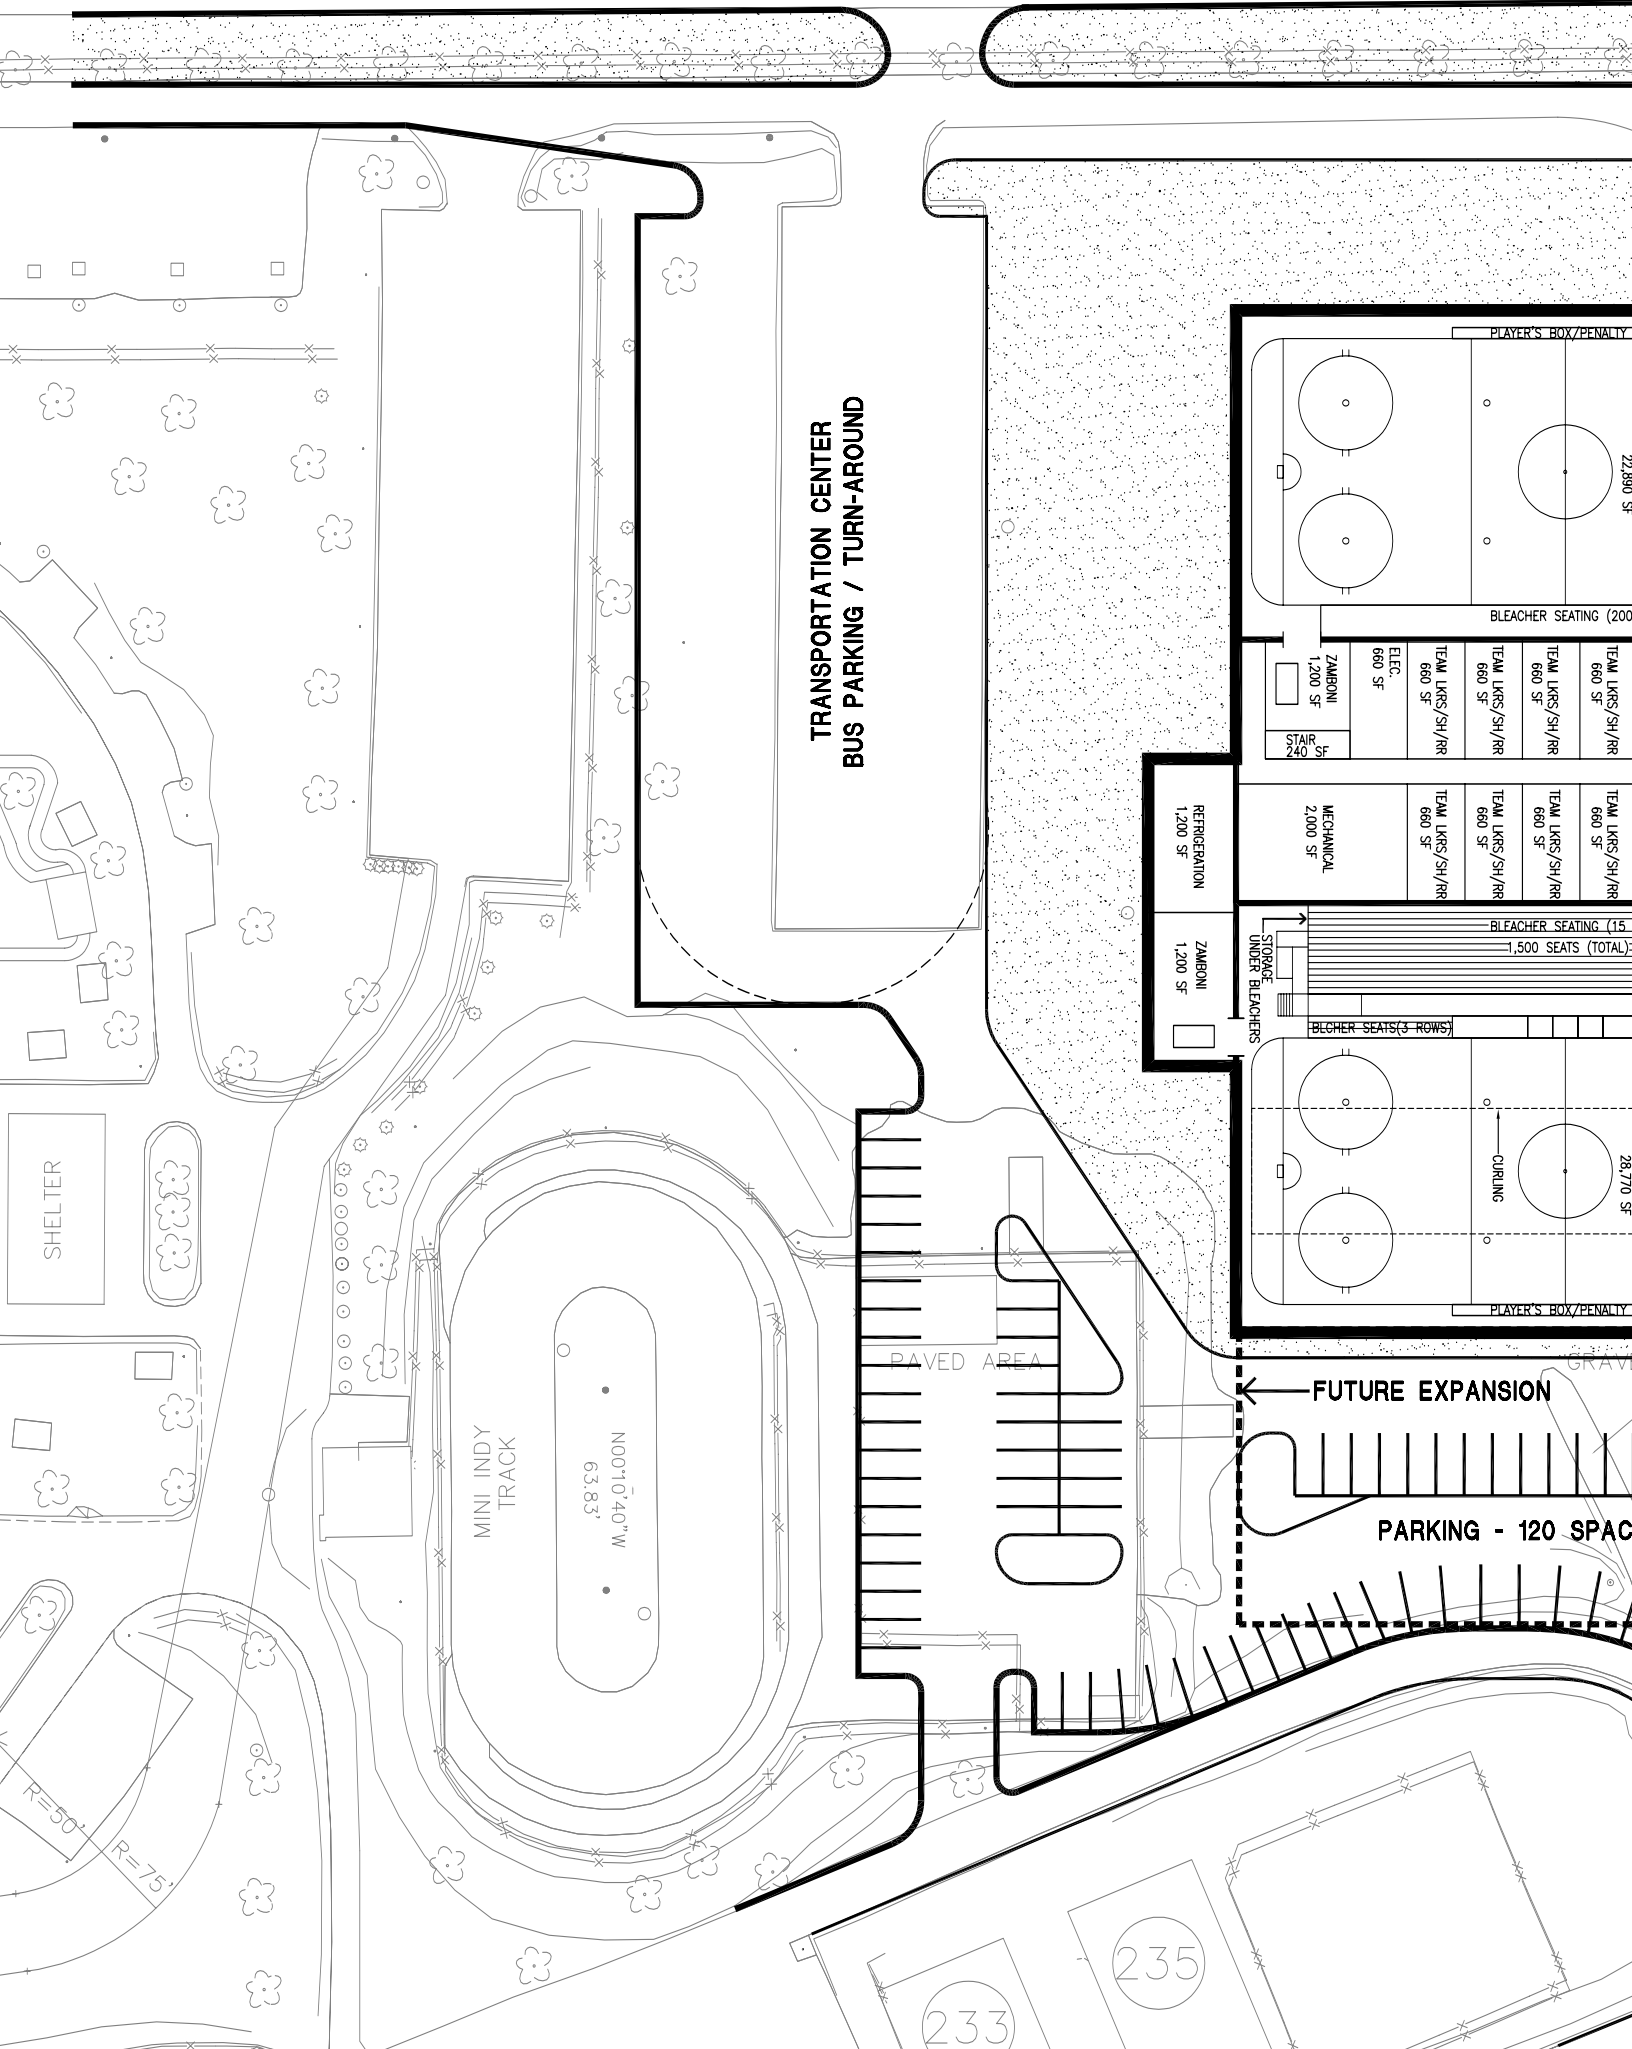 PLAYER'S BOX/PENALTY
22,890 SF
TRANSPORTATION CENTER
BUS PARKING / TURN-AROUND
BLEACHER SEATING (200
ZAMBONI
1,200 SF
ELEC.
660 SF
TEAM LKRS/SH/RR
660 SF
TEAM LKRS/SH/RR
660 SF
TEAM LKRS/SH/RR
660 SF
TEAM LKRS/SH/RR
660 SF
STAIR
240 SF
REFRIGERATION
1,200 SF
MECHANICAL
2,000 SF
TEAM LKRS/SH/RR
660 SF
TEAM LKRS/SH/RR
660 SF
TEAM LKRS/SH/RR
660 SF
TEAM LKRS/SH/RR
660 SF
BLEACHER SEATING (15
1,500 SEATS (TOTAL)
ZAMBONI
1,200 SF
STORAGE
UNDER BLEACHERS
BLCHER SEATS(3 ROWS)
CURLING
28,770 SF
SHELTER
PLAYER'S BOX/PENALTY
PAVED AREA
FUTURE EXPANSION
MINI INDY
TRACK
N00°10'40"W
63.83'
PARKING - 120 SPAC
R=50'
R=75'
235
233